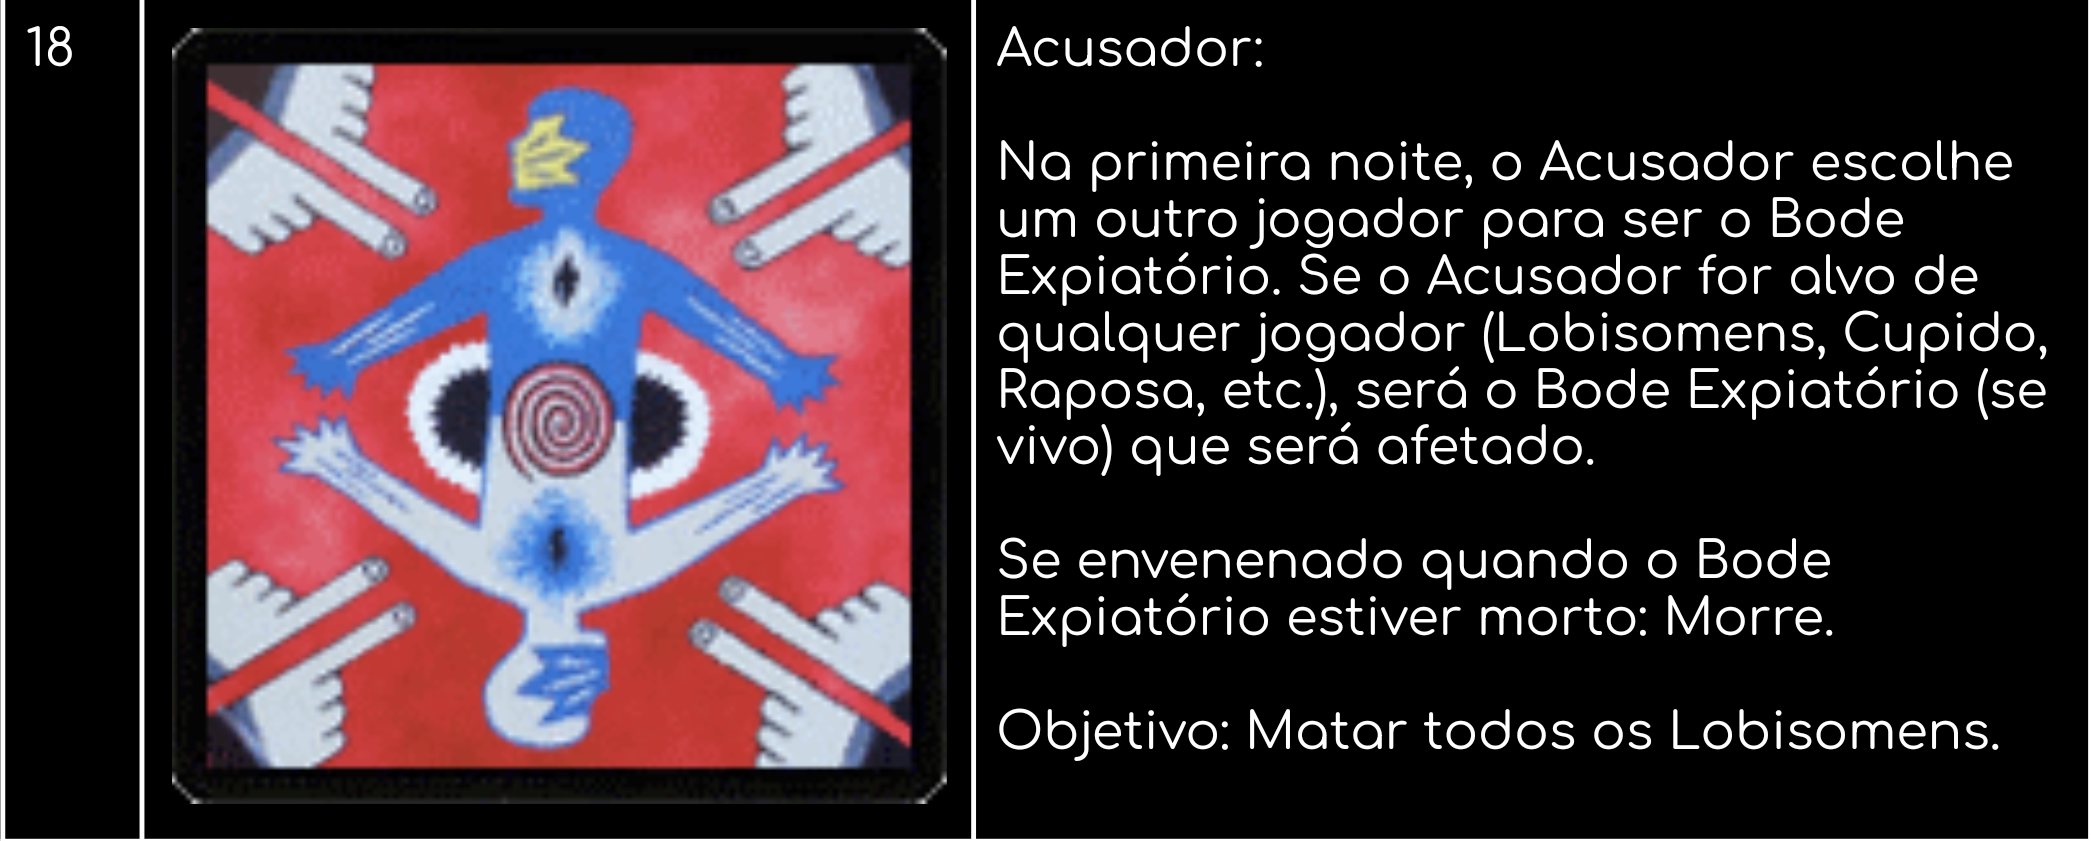 18
Acusador:
Na primeira noite, o Acusador escolhe
um outro jogador para ser o Bode
Expiatório. Se o Acusador for alvo de
qualquer jogador (Lobisomens, Cupido,
Raposa, etc.), será o Bode Expiatório (se
vivo) que será afetado.
Se envenenado quando o Bode
Expiatório estiver morto: Morre.
Objetivo: Matar todos os Lobisomens.